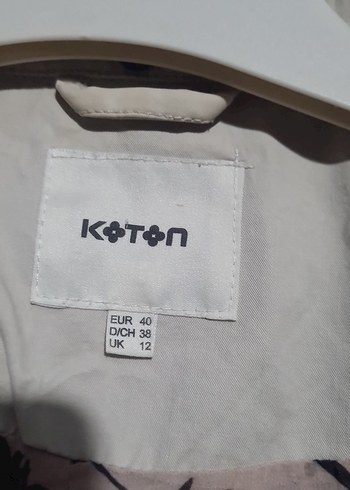 KOTON
EUR 40
D/CH 38
UK 12